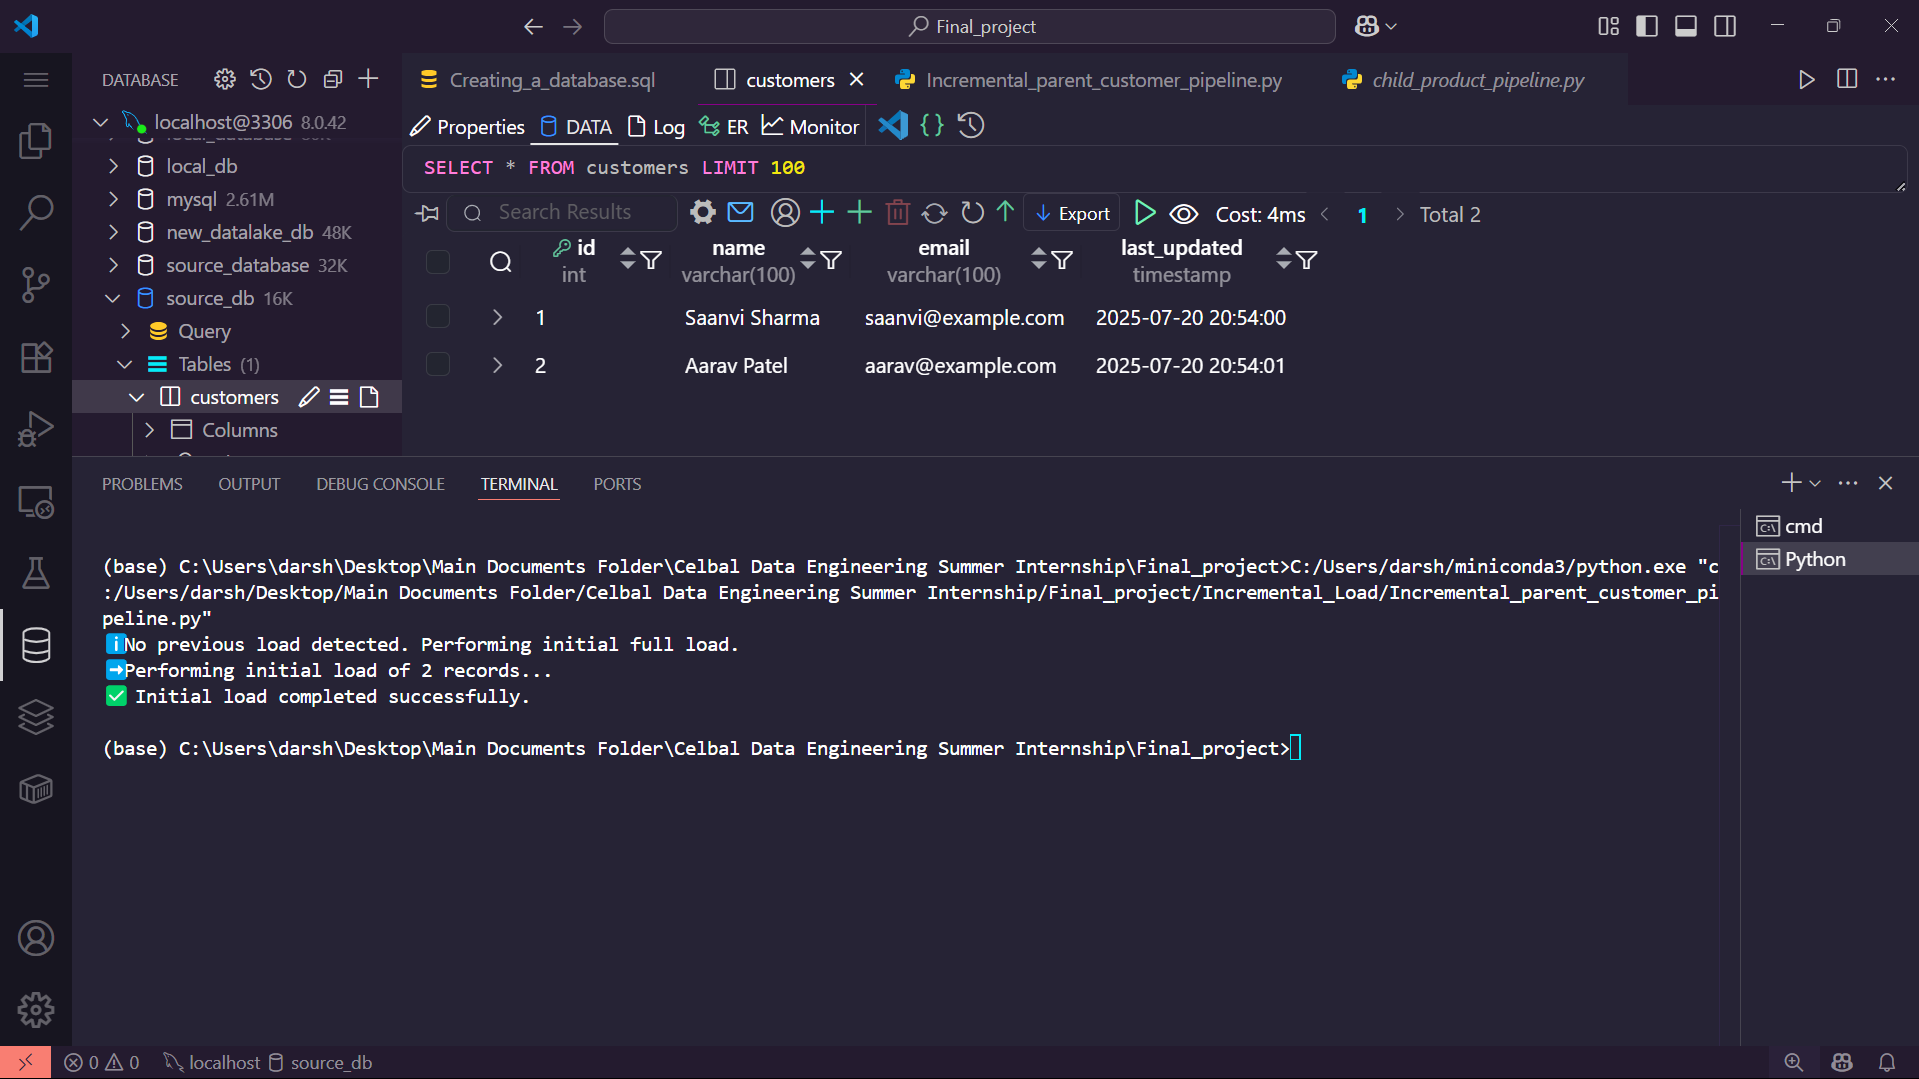 Final_project
DATABASE
Creating_a_database.sql
customers
Incremental_parent_customer_pipeline.py
child_product_pipeline.py
localhost@3306 8.0.42
local_db
mysql 2.61M
new_datalake_db 48K
source_database 32K
source_db 16K
Query
Tables (1)
customers
Columns
Properties DATA Log ER Monitor
SELECT * FROM customers LIMIT 100
Search Results Export Cost: 4ms 1 Total 2
id name email last_updated
int varchar(100) varchar(100) timestamp
1 Saanvi Sharma saanvi@example.com 2025-07-20 20:54:00
2 Aarav Patel aarav@example.com 2025-07-20 20:54:01
PROBLEMS OUTPUT DEBUG CONSOLE TERMINAL PORTS
cmd
Python
(base) C:\Users\darsh\Desktop\Main Documents Folder\Celbal Data Engineering Summer Internship\Final_project>C:/Users/darsh/miniconda3/python.exe "c
:/Users/darsh/Desktop/Main Documents Folder/Celbal Data Engineering Summer Internship/Final_project/Incremental_Load/Incremental_parent_customer_pi
peline.py"
ℹNo previous load detected. Performing initial full load.
➡Performing initial load of 2 records...
✅ Initial load completed successfully.
(base) C:\Users\darsh\Desktop\Main Documents Folder\Celbal Data Engineering Summer Internship\Final_project>
0 0 localhost source_db